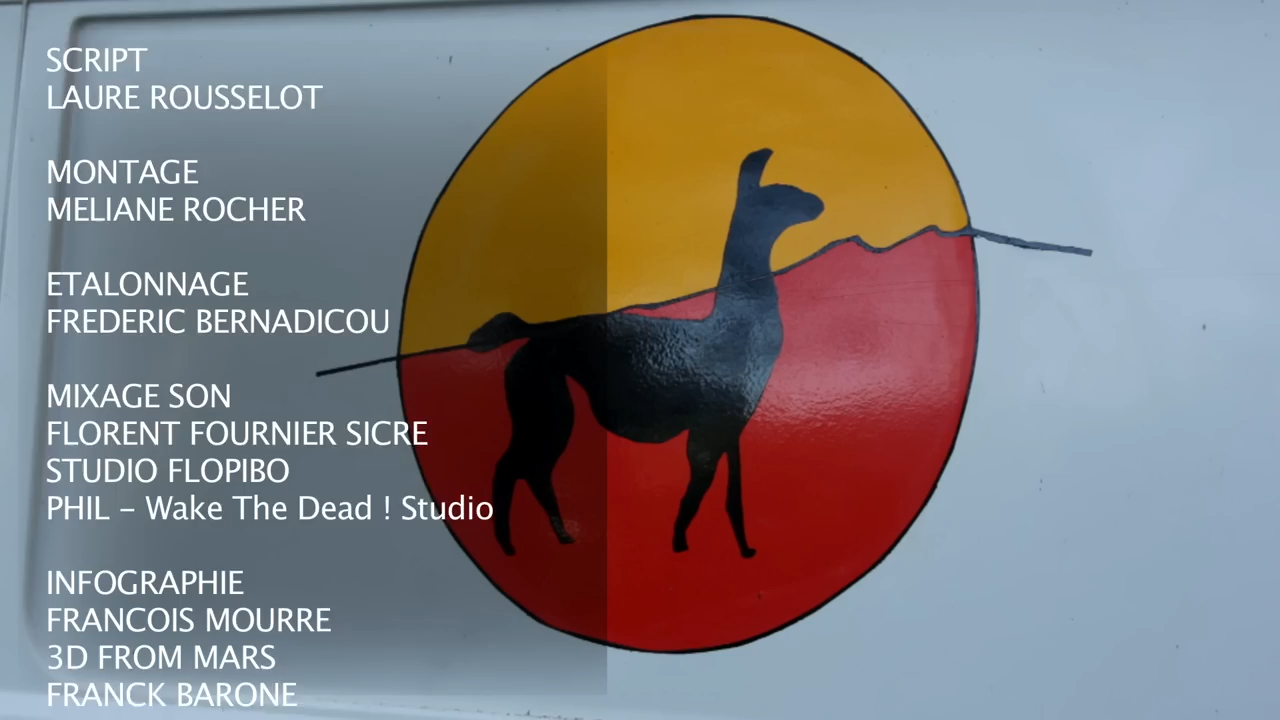 SCRIPT
LAURE ROUSSELOT
MONTAGE
MELIANE ROCHER
ETALONNAGE
FREDERIC BERNADICOU
MIXAGE SON
FLORENT FOURNIER SICRE
STUDIO FLOPIBO
PHIL – Wake The Dead ! Studio
INFOGRAPHIE
FRANCOIS MOURRE
3D FROM MARS
FRANCK BARONE